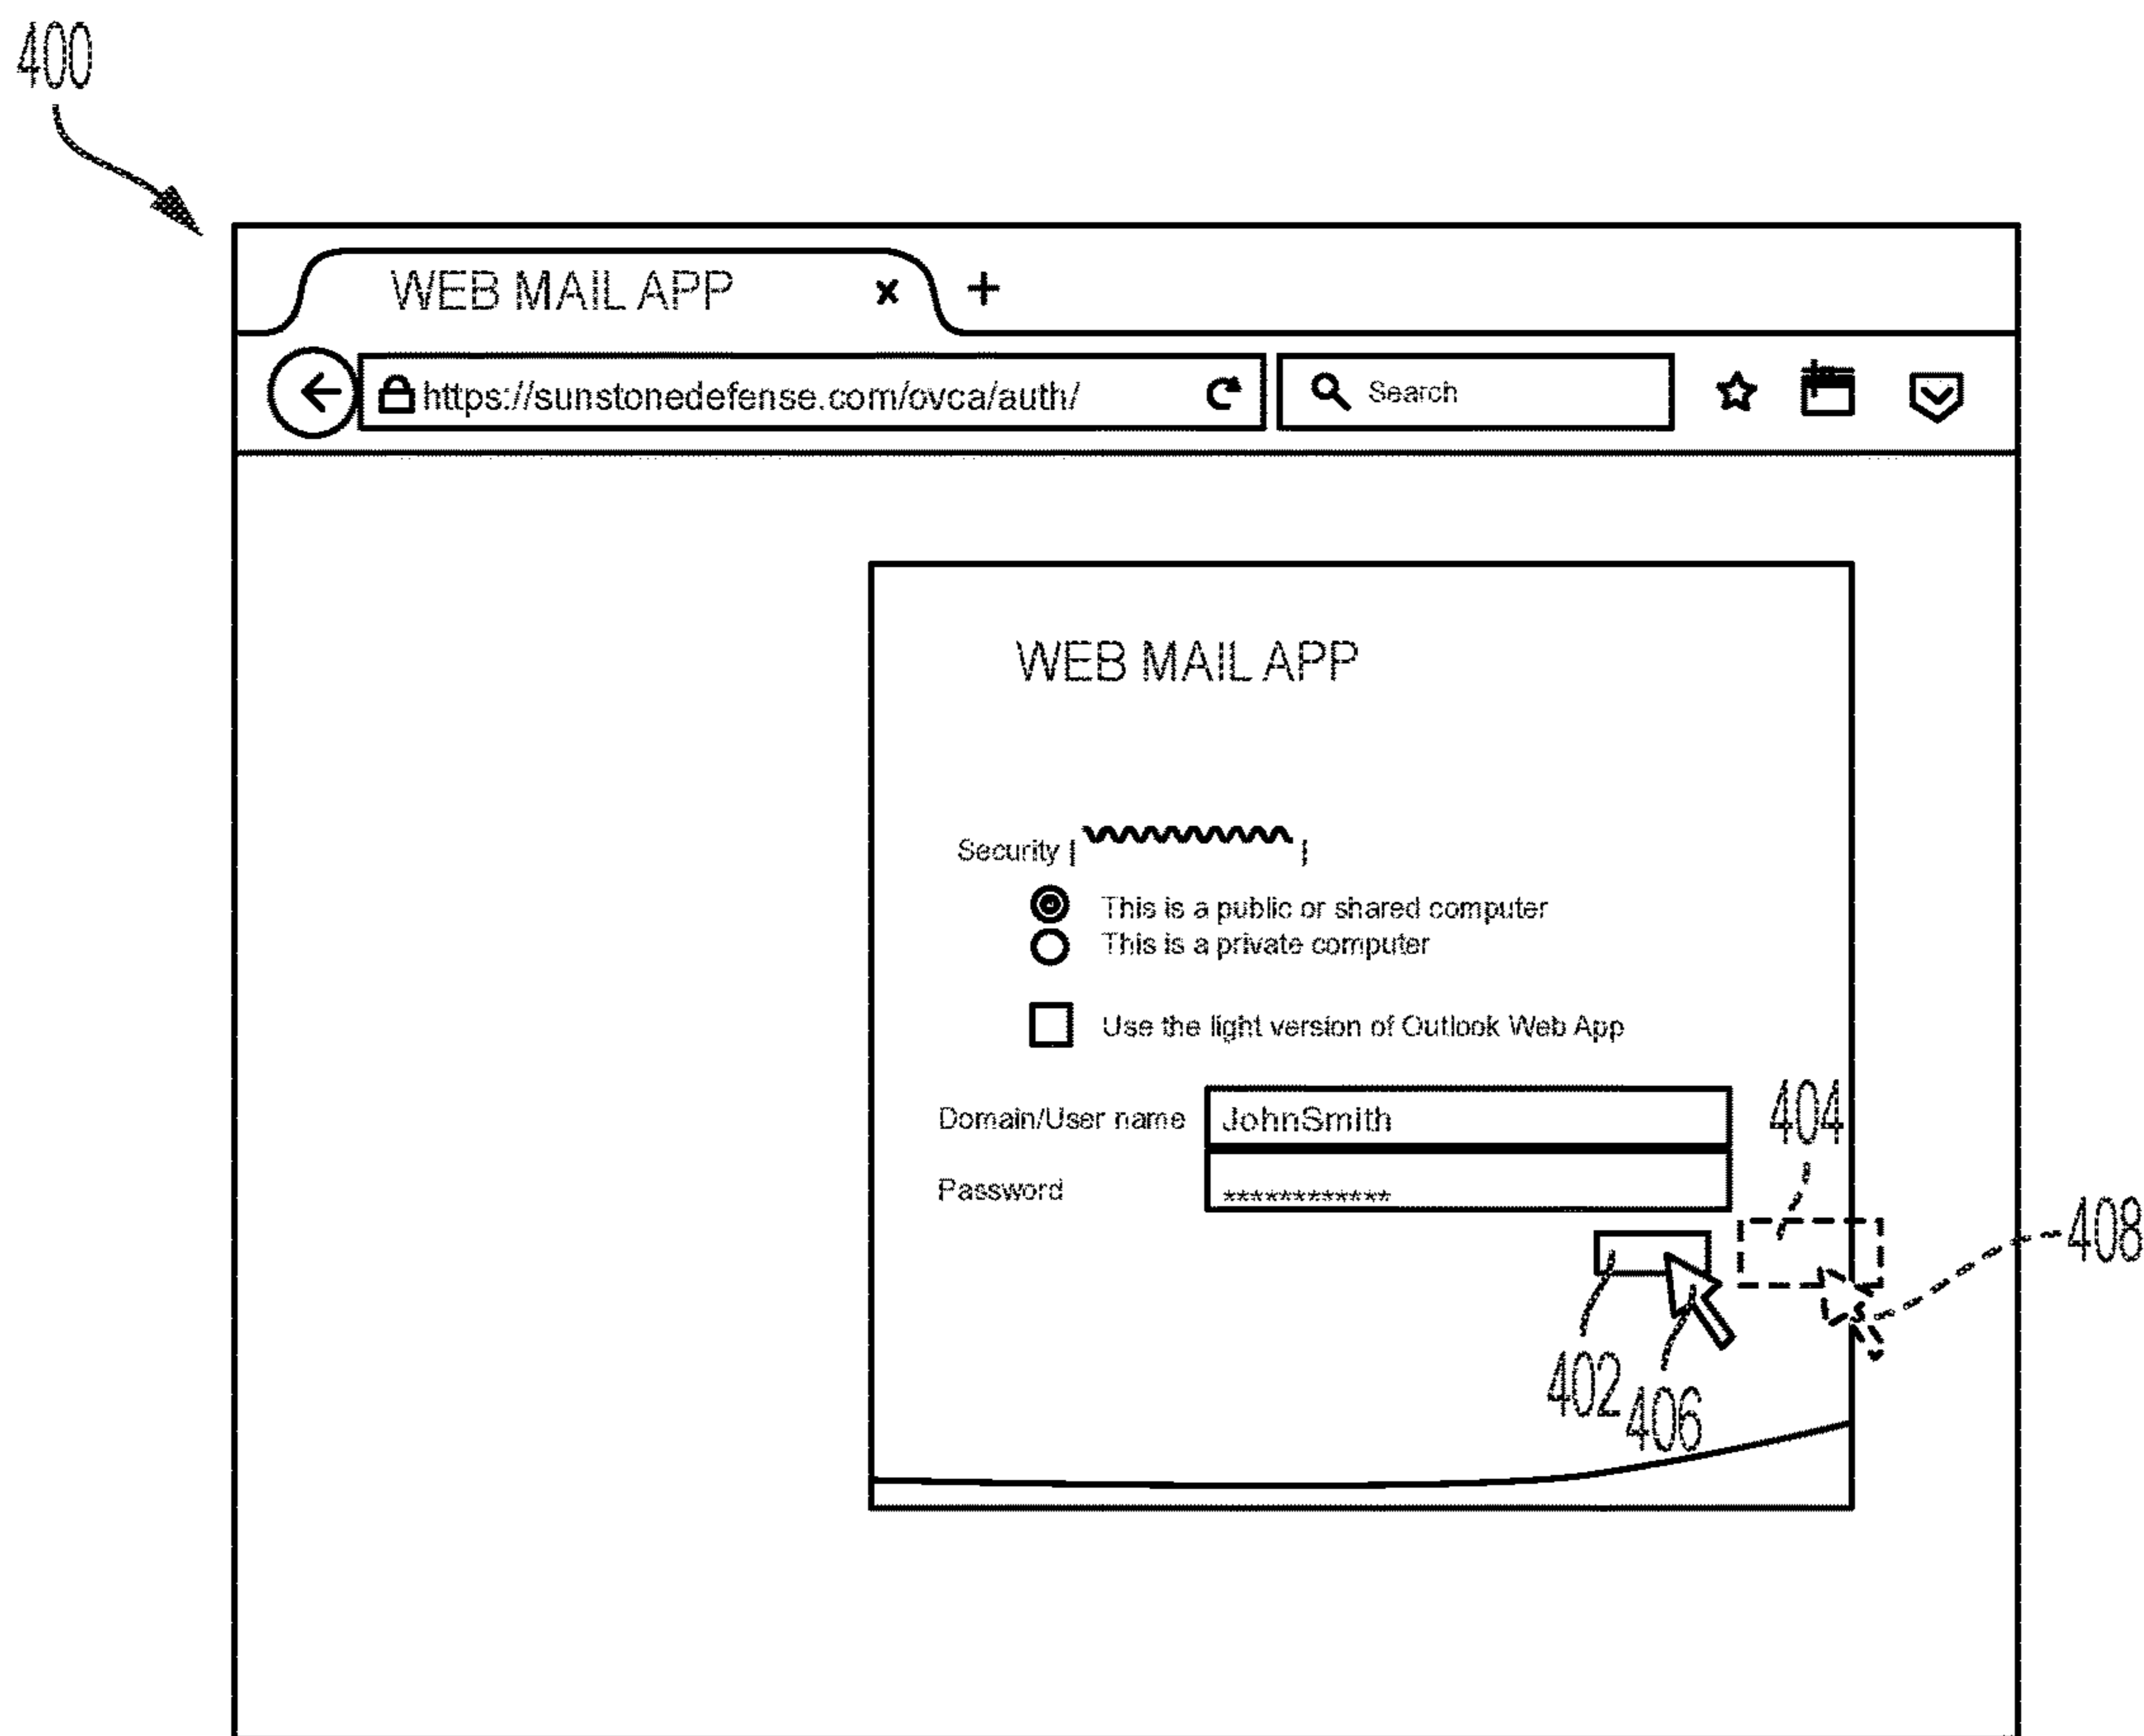 400
WEB MAIL APP x +
https://sunstonedefense.com/ovca/auth/ Search
WEB MAIL APP
Security | |
This is a public or shared computer
This is a private computer
Use the light version of Outlook Web App
Domain/User name JohnSmith
404
Password ************
408
402
406